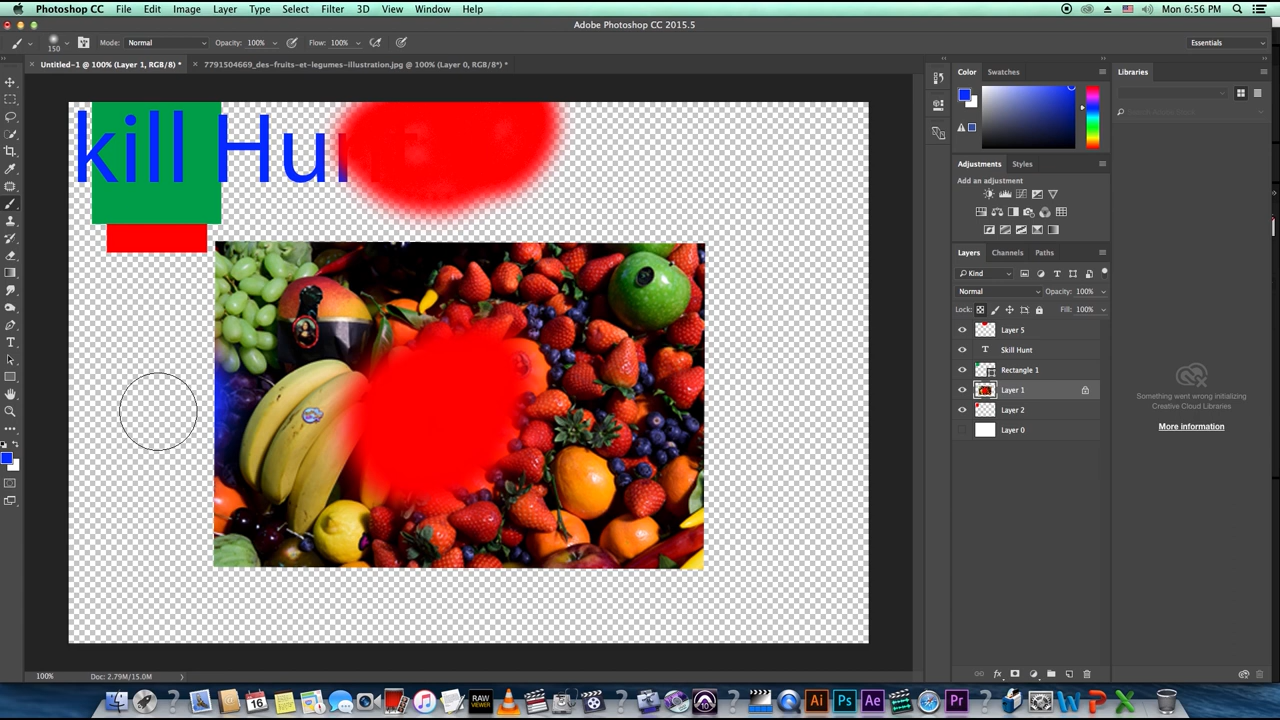 Photoshop CC File Edit Image Layer Type Select Filter 3D View Window Help Mon 6:56 PM
Adobe Photoshop CC 2015.5
150 Mode: Normal Opacity: 100% Flow: 100% Essentials
Untitled-1 @ 100% (Layer 1, RGB/8) * 7791504669_des-fruits-et-legumes-illustration.jpg @ 100% (Layer 0, RGB/8*) *
Color Swatches Libraries
kill Hun
Adjustments Styles
Add an adjustment
Layers Channels Paths
Kind
Normal Opacity: 100%
Lock: Fill: 100%
Layer 5
Skill Hunt
Rectangle 1
Layer 1
Layer 2
Layer 0
Something went wrong initializing
Creative Cloud Libraries
More information
100% Doc: 2.79M/15.0M
16 RAW VIEWER 10 Ai Ps Ae Pr W P X